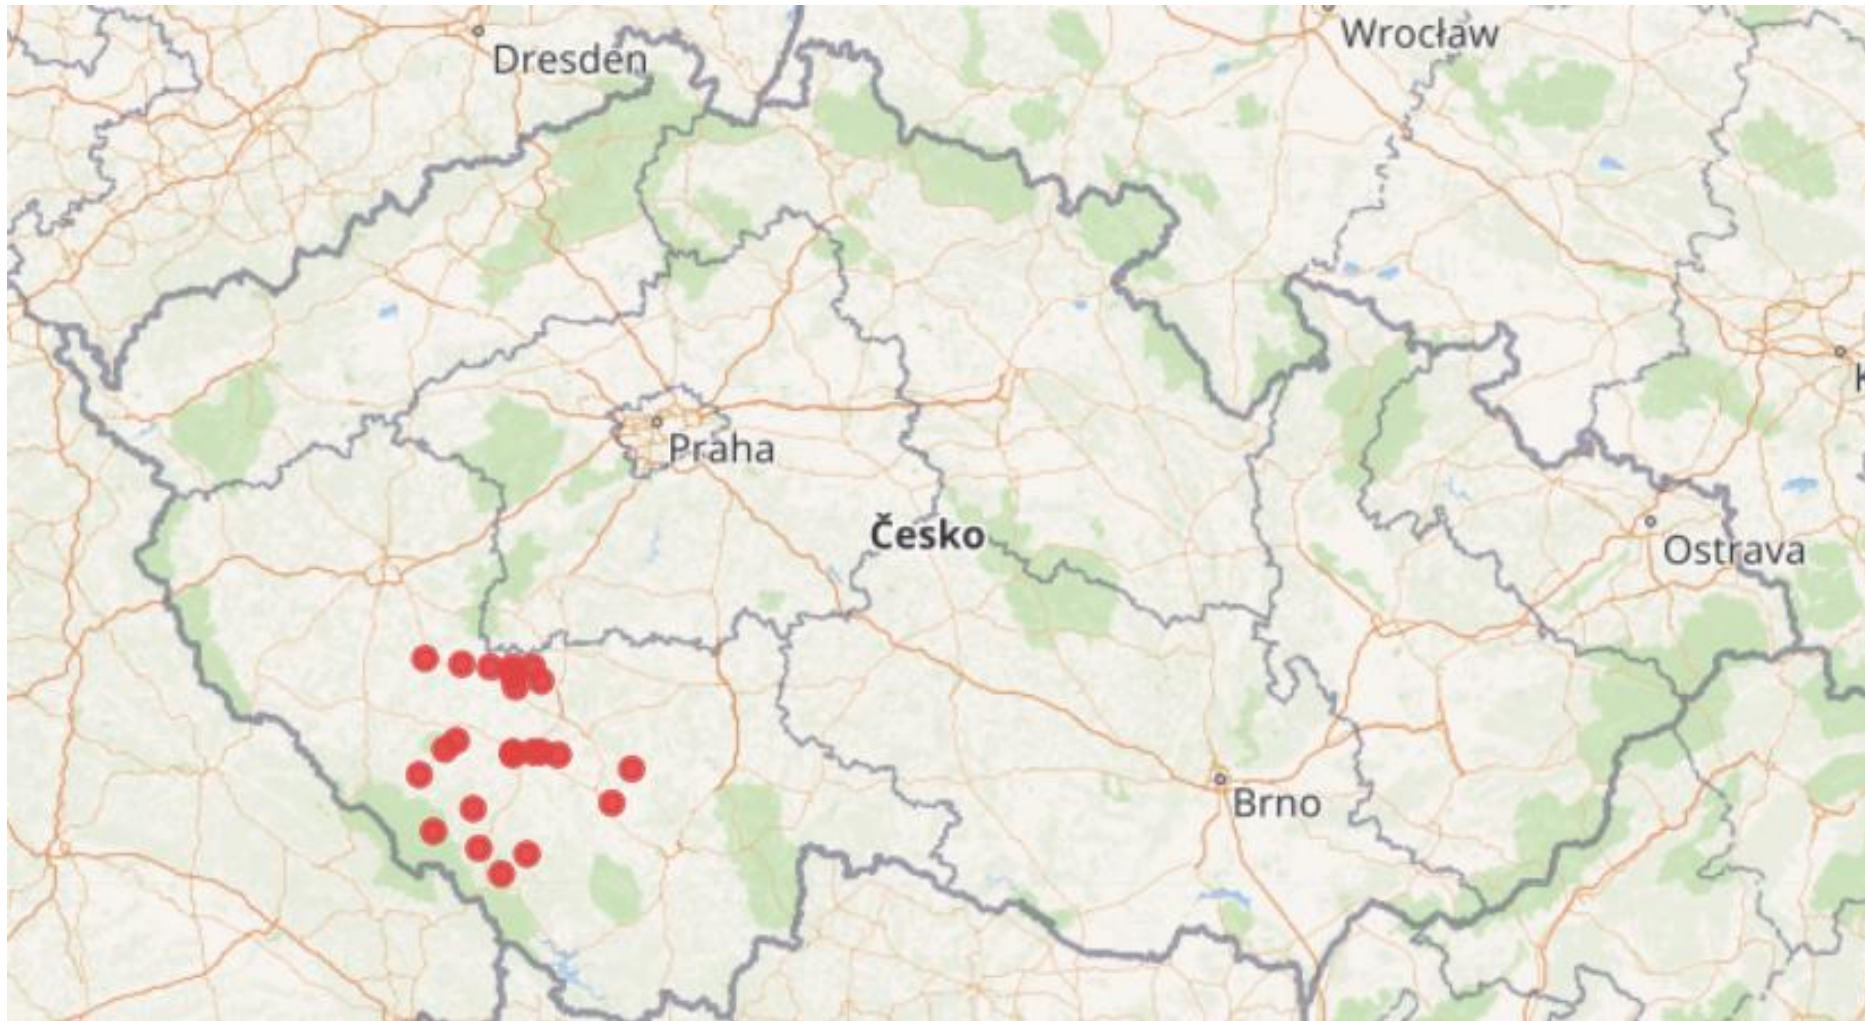 Wrocław
Dresden
Praha
Česko
Ostrava
K
Brno